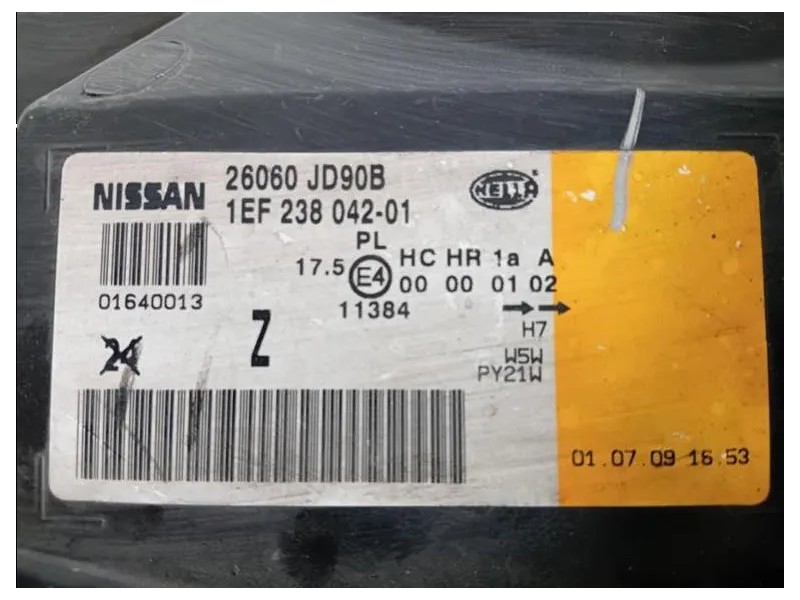 NISSAN 26060 JD90B HELLA
1EF 238 042-01
PL
17.5 E4 HC HR 1a A
00 00 01 02
01640013 11384
H7
24 Z
W5W
PY21W
01.07.09 16.53